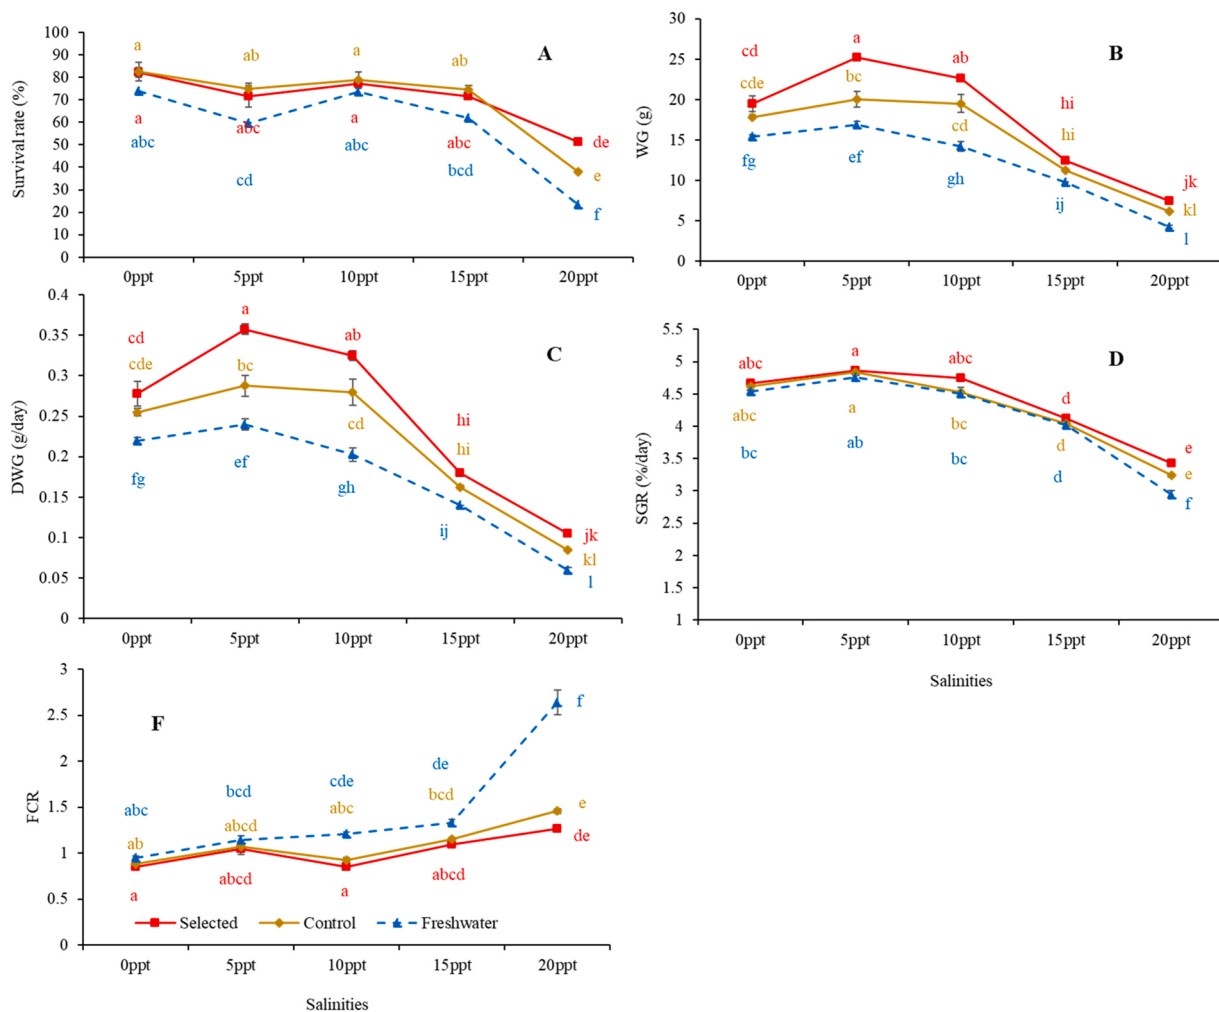 100
90
80
70
60
50
40
30
20
10
0
Survival rate (%)
A
a
ab
a
ab
a
abc
a
abc
de
abc
cd
abc
bcd
e
f
0ppt
5ppt
10ppt
15ppt
20ppt
30
25
20
15
10
5
0
WG (g)
B
cd
a
ab
hi
jk
cde
bc
cd
hi
kl
fg
ef
gh
ij
l
0ppt
5ppt
10ppt
15ppt
20ppt
0.4
0.35
0.3
0.25
0.2
0.15
0.1
0.05
0
DWG (g/day)
C
cd
a
ab
hi
jk
cde
bc
cd
hi
kl
fg
ef
gh
ij
l
0ppt
5ppt
10ppt
15ppt
20ppt
5.5
5
4.5
4
3.5
3
2.5
2
1.5
1
SGR (%/day)
D
abc
a
abc
d
e
abc
a
bc
d
e
bc
ab
bc
d
f
0ppt
5ppt
10ppt
15ppt
20ppt
Salinities
3
2.5
2
1.5
1
0.5
0
FCR
F
abc
bcd
cde
de
f
ab
abcd
abc
bcd
e
a
abcd
a
abcd
de
Selected
Control
Freshwater
0ppt
5ppt
10ppt
15ppt
20ppt
Salinities